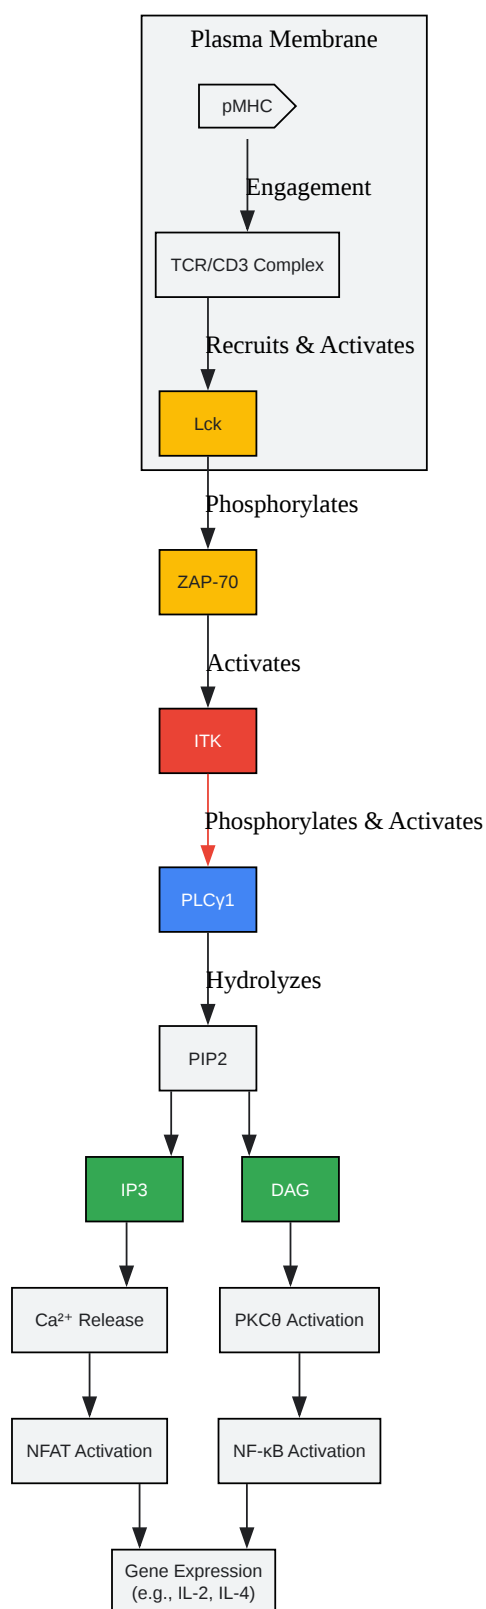 Plasma Membrane
pMHC
Engagement
TCR/CD3 Complex
Recruits & Activates
Lck
Phosphorylates
ZAP-70
Activates
ITK
Phosphorylates & Activates
PLCγ1
Hydrolyzes
PIP2
IP3
DAG
Ca²⁺ Release
PKCθ Activation
NFAT Activation
NF-κB Activation
Gene Expression
(e.g., IL-2, IL-4)